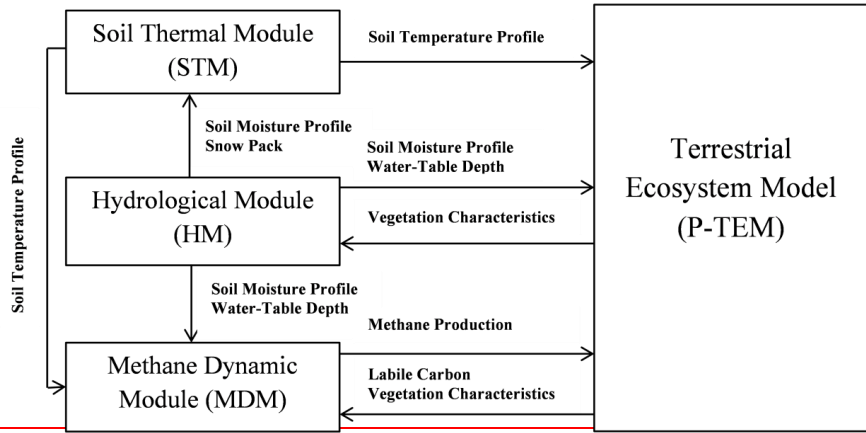 Soil Thermal Module
(STM)
Soil Temperature Profile
Soil Moisture Profile
Snow Pack
Soil Moisture Profile
Water-Table Depth
Terrestrial
Ecosystem Model
(P-TEM)
Hydrological Module
(HM)
Vegetation Characteristics
Soil Temperature Profile
Soil Moisture Profile
Water-Table Depth
Methane Production
Methane Dynamic
Module (MDM)
Labile Carbon
Vegetation Characteristics